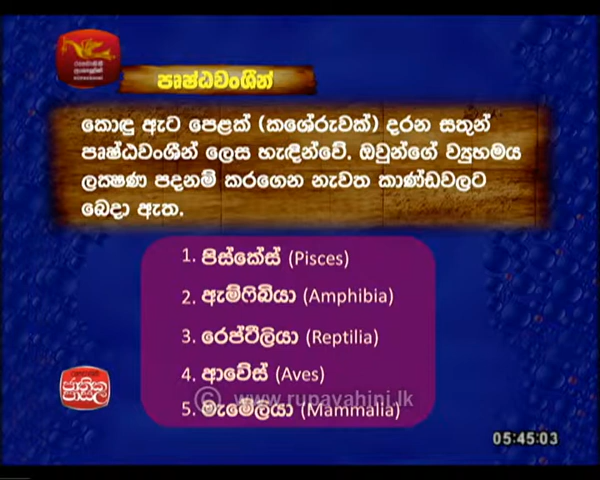 පෘෂ්ඨවංශීන්
කොඳු ඇට පෙළක් (කශේරුවක්) දරන සතුන්
පෘෂ්ඨවංශීන් ලෙස හැඳින්වේ. ඔවුන්ගේ ව්‍යුහමය
ලක්‍ෂණ පදනම් කරගෙන නැවත කාණ්ඩවලට
බෙදා ඇත.
1. පිස්කේස් (Pisces)
2. ඇම්ෆිබියා (Amphibia)
3. රෙප්ටීලියා (Reptilia)
4. ආවේස් (Aves)
5. මැමේලියා (Mammalia)
© www.rupavahini.lk
ජාතික
පාසල
05:45:03